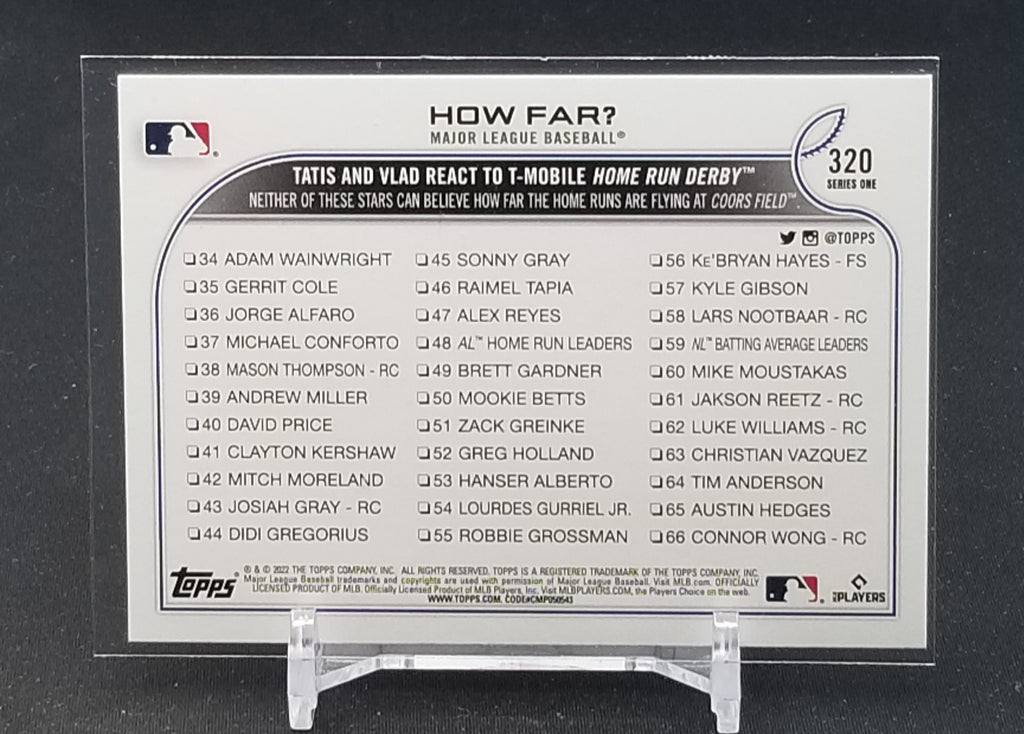 HOW FAR?
MAJOR LEAGUE BASEBALL®
320
SERIES ONE
TATIS AND VLAD REACT TO T-MOBILE HOME RUN DERBY™
NEITHER OF THESE STARS CAN BELIEVE HOW FAR THE HOME RUNS ARE FLYING AT COORS FIELD™.
@TOPPS
34 ADAM WAINWRIGHT
35 GERRIT COLE
36 JORGE ALFARO
37 MICHAEL CONFORTO
38 MASON THOMPSON - RC
39 ANDREW MILLER
40 DAVID PRICE
41 CLAYTON KERSHAW
42 MITCH MORELAND
43 JOSIAH GRAY - RC
44 DIDI GREGORIUS
45 SONNY GRAY
46 RAIMEL TAPIA
47 ALEX REYES
48 AL™ HOME RUN LEADERS
49 BRETT GARDNER
50 MOOKIE BETTS
51 ZACK GREINKE
52 GREG HOLLAND
53 HANSER ALBERTO
54 LOURDES GURRIEL JR.
55 ROBBIE GROSSMAN
56 KE'BRYAN HAYES - FS
57 KYLE GIBSON
58 LARS NOOTBAAR - RC
59 NL™ BATTING AVERAGE LEADERS
60 MIKE MOUSTAKAS
61 JAKSON REETZ - RC
62 LUKE WILLIAMS - RC
63 CHRISTIAN VAZQUEZ
64 TIM ANDERSON
65 AUSTIN HEDGES
66 CONNOR WONG - RC
topps®
® & © 2022 THE TOPPS COMPANY, INC. ALL RIGHTS RESERVED. TOPPS IS A REGISTERED TRADEMARK OF THE TOPPS COMPANY, INC.
Major League Baseball trademarks and copyrights are used with permission of Major League Baseball. Visit MLB.com. OFFICIALLY
LICENSED PRODUCT OF MLB. Officially Licensed Product of MLB Players, Inc. Visit MLBPLAYERS.COM, the Players Choice on the web.
WWW.TOPPS.COM. CODE#CMP050543
PLAYERS